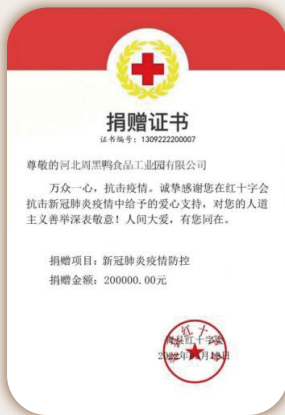 捐赠证书
证书编号：1309222200007
尊敬的河北周黑鸭食品工业园有限公司
万众一心，抗击疫情。诚挚感谢您在红十字会
抗击新冠肺炎疫情中给予的爱心支持，对您的人道
主义善举深表敬意！人间大爱，有您同在。
捐赠项目：新冠肺炎疫情防控
捐赠金额：200000.00元